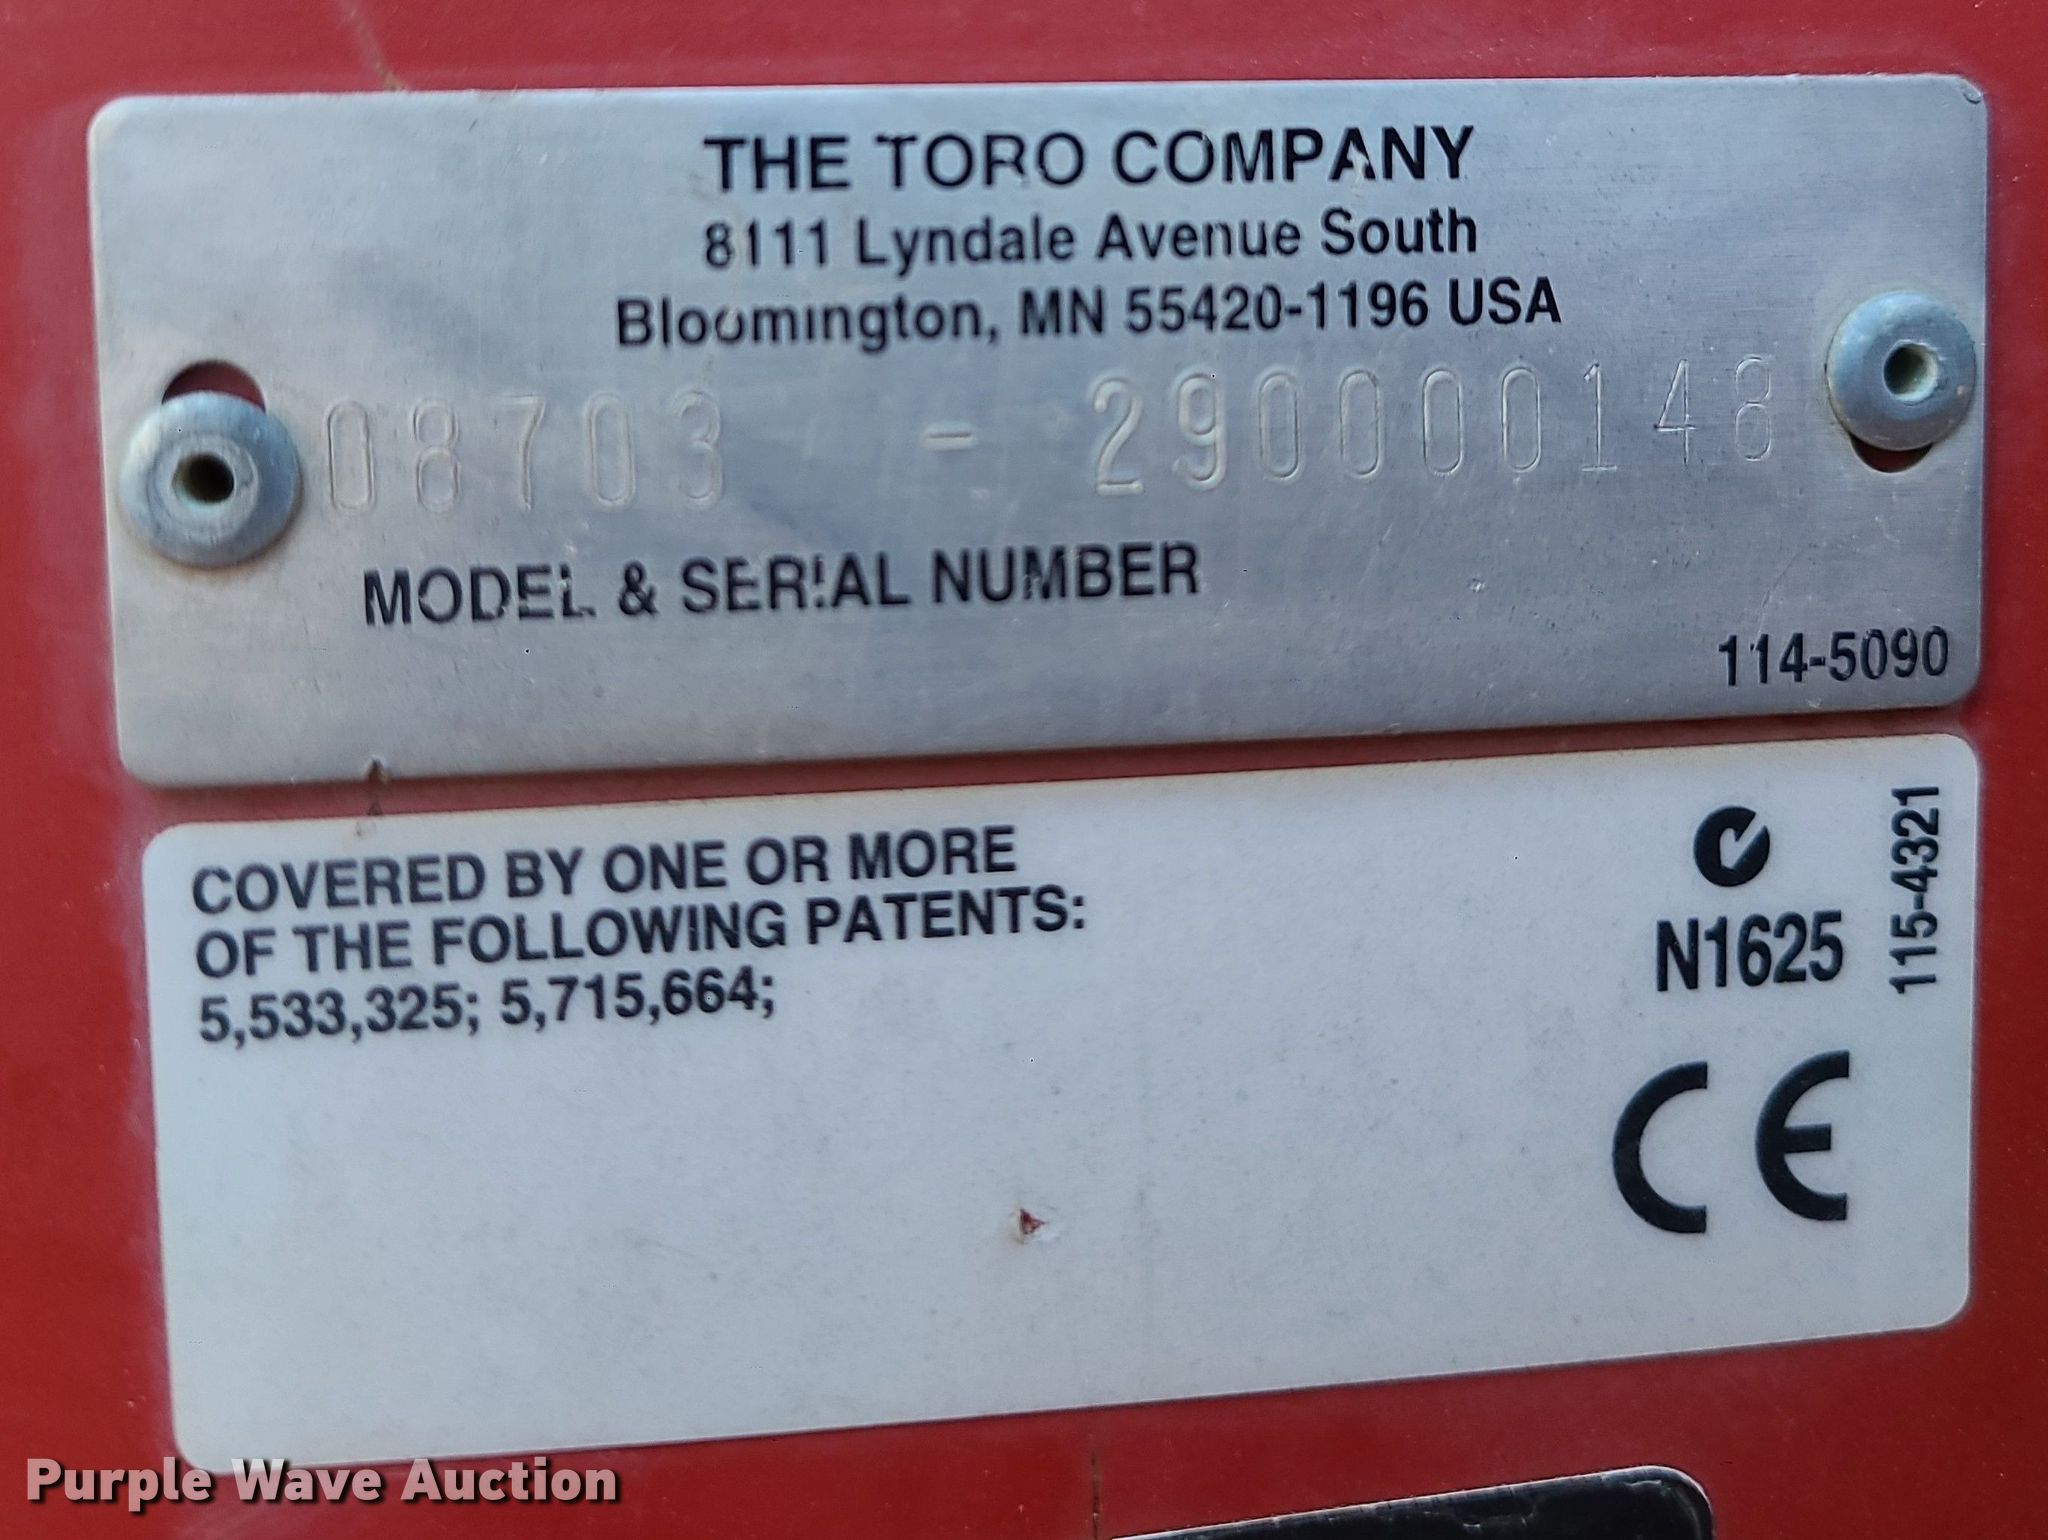 THE TORO COMPANY
8111 Lyndale Avenue South
Bloomington, MN 55420-1196 USA
08703 - 290000148
MODEL & SERIAL NUMBER
114-5090
COVERED BY ONE OR MORE
OF THE FOLLOWING PATENTS:
5,533,325; 5,715,664;
N1625
115-4321
CE
Purple Wave Auction